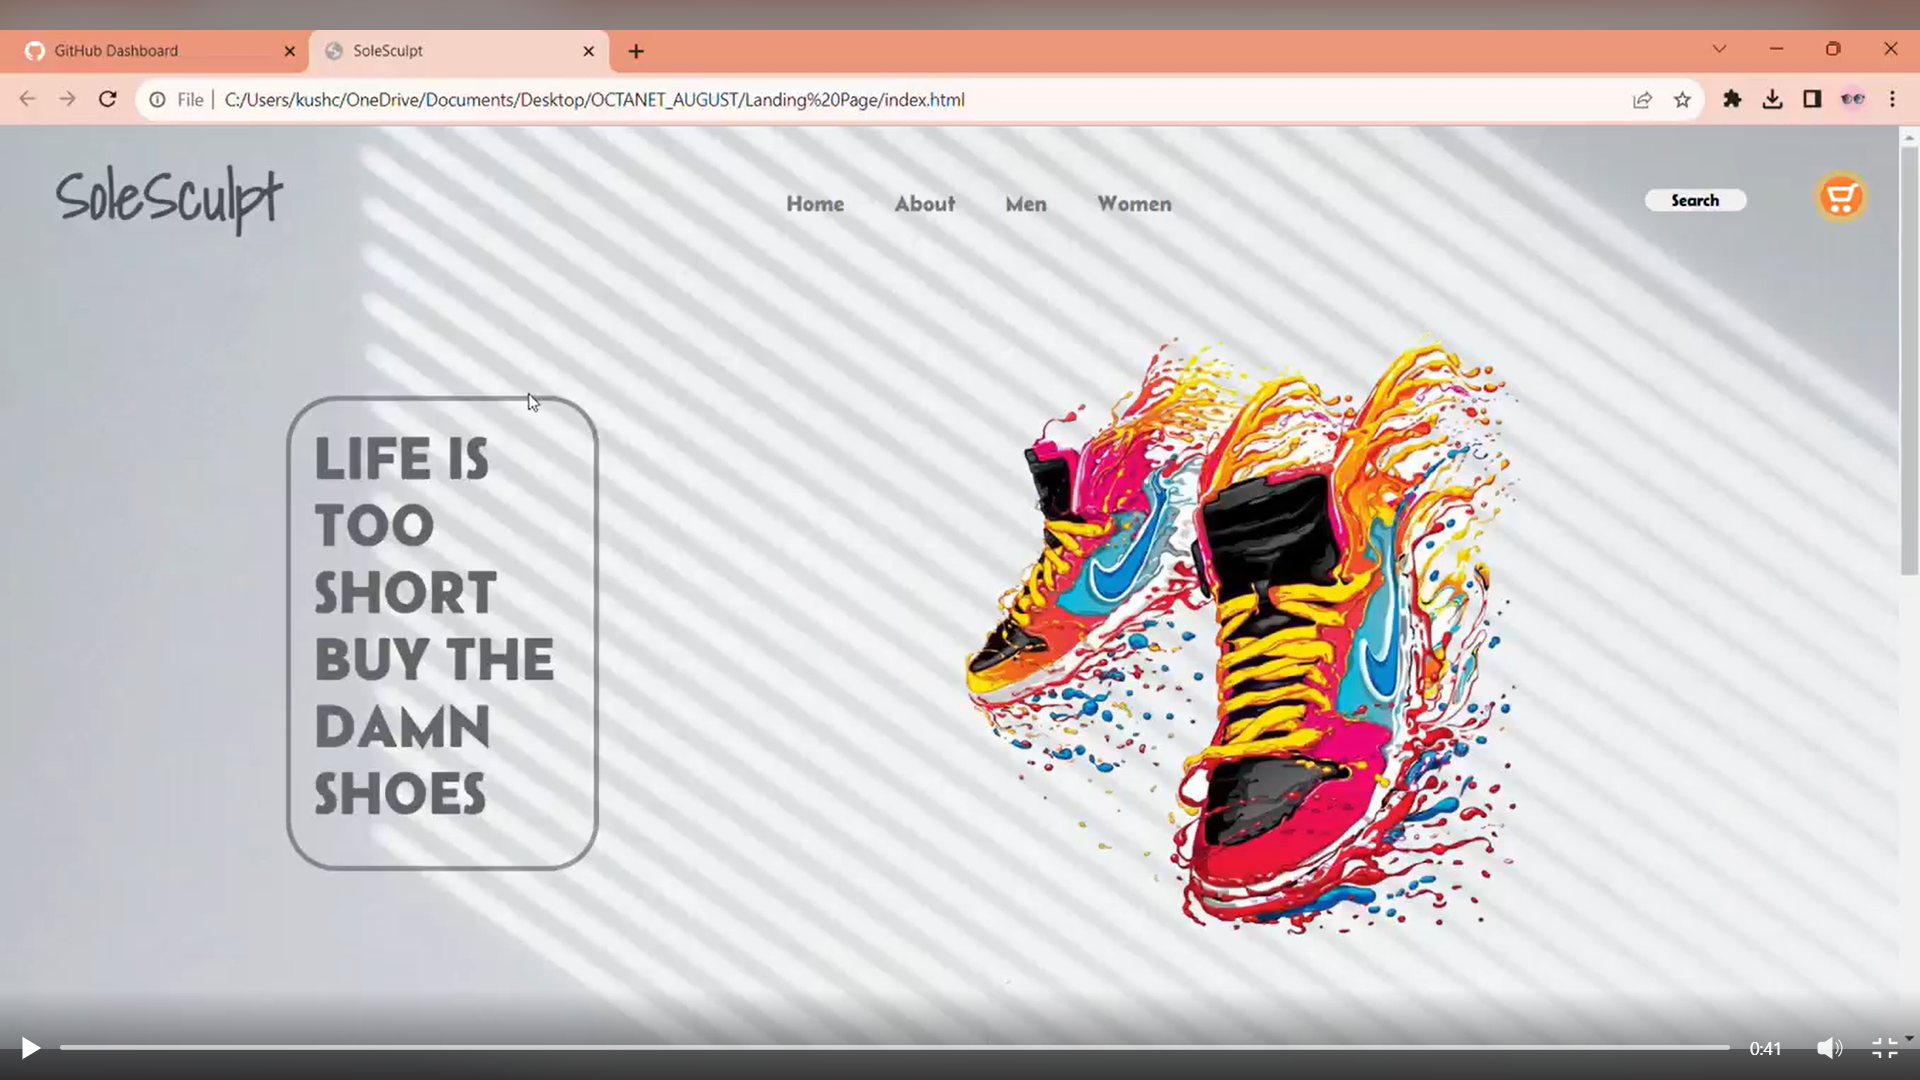 GitHub Dashboard
SoleSculpt
File
C:/Users/kushc/OneDrive/Documents/Desktop/OCTANET_AUGUST/Landing%20Page/index.html
SoleSculpt
Home
About
Men
Women
Search
LIFE IS
TOO
SHORT
BUY THE
DAMN
SHOES
0:41